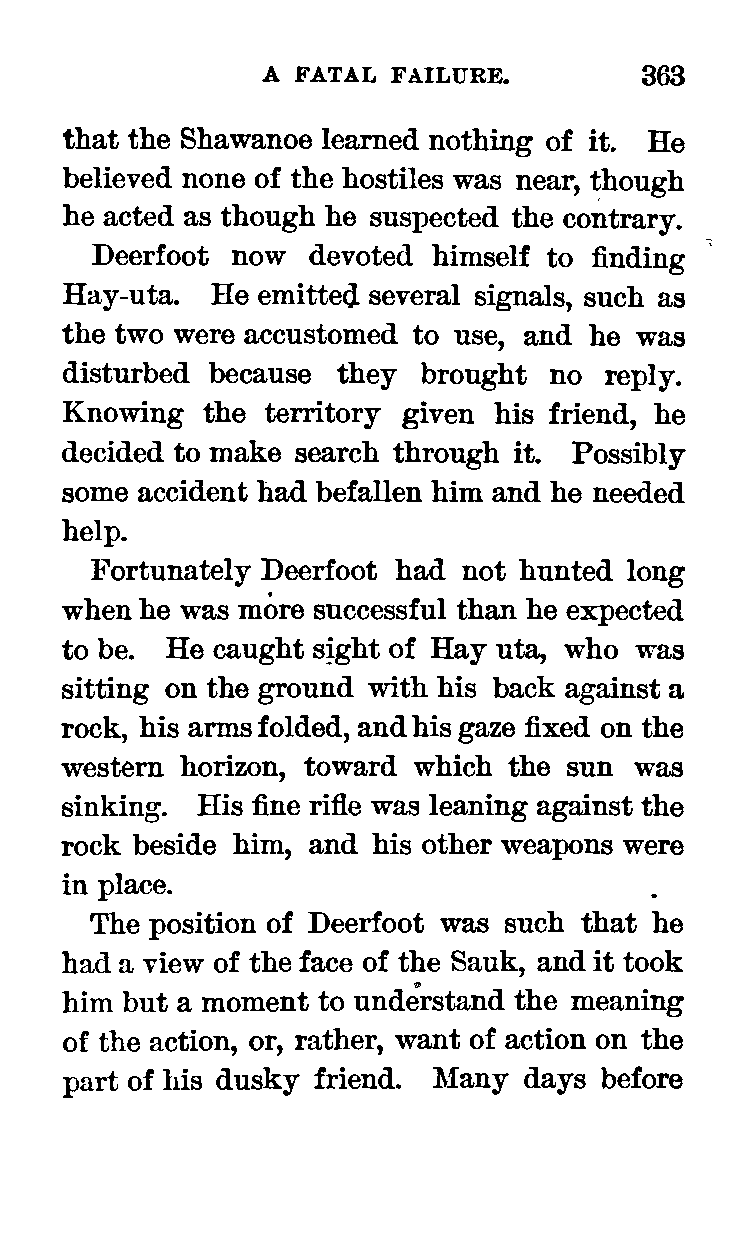 A FATAL FAILURE. 363
that the Shawanoe learned nothing of it. He
believed none of the hostiles was near, though
he acted as though he suspected the contrary.
Deerfoot now devoted himself to finding
Hay-uta. He emitted several signals, such as
the two were accustomed to use, and he was
disturbed because they brought no reply.
Knowing the territory given his friend, he
decided to make search through it. Possibly
some accident had befallen him and he needed
help.
Fortunately Deerfoot had not hunted long
when he was more successful than he expected
to be. He caught sight of Hay uta, who was
sitting on the ground with his back against a
rock, his arms folded, and his gaze fixed on the
western horizon, toward which the sun was
sinking. His fine rifle was leaning against the
rock beside him, and his other weapons were
in place.
The position of Deerfoot was such that he
had a view of the face of the Sauk, and it took
him but a moment to understand the meaning
of the action, or, rather, want of action on the
part of his dusky friend. Many days before